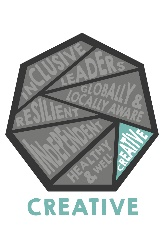 INCLUSIVE
LEADERS
GLOBALLY &
LOCALLY AWARE
RESILIENT
INDEPENDENT
HEALTHY
& WELL
CREATIVE
CREATIVE